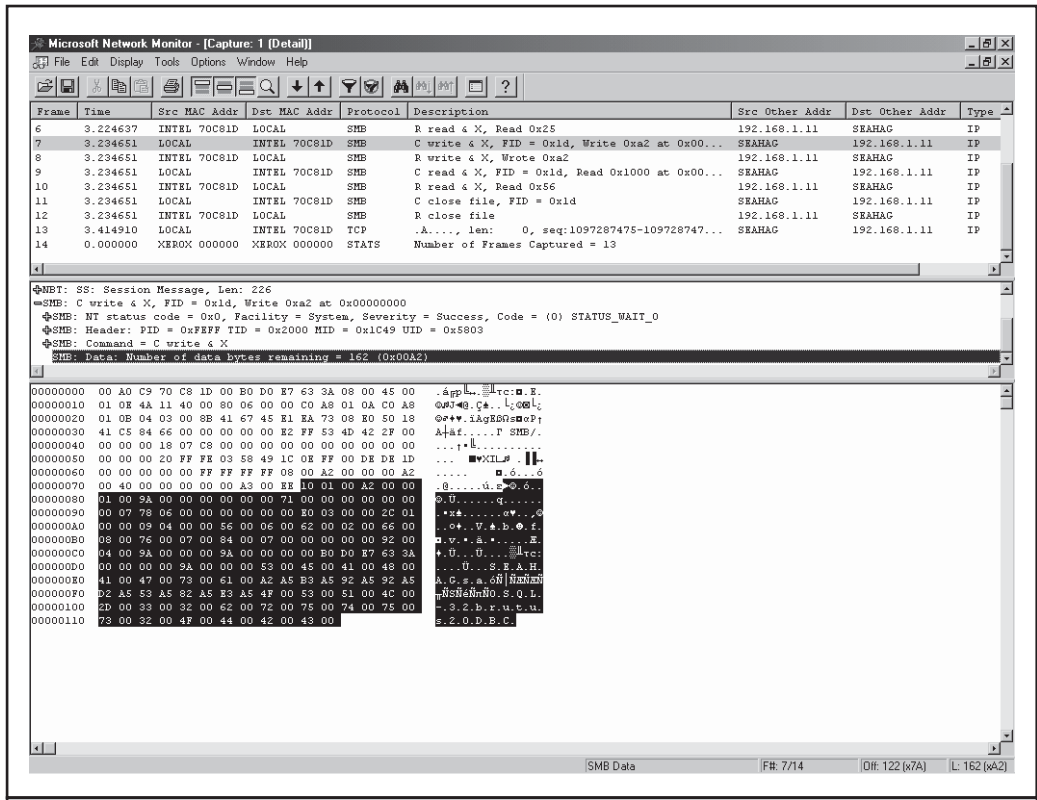 Microsoft Network Monitor - [Capture: 1 (Detail)]
File Edit Display Tools Options Window Help
Frame Time Src MAC Addr Dst MAC Addr Protocol Description Src Other Addr Dst Other Addr Type
6 3.224637 INTEL 70C81D LOCAL SMB R read & X, Read 0x25 192.168.1.11 SEAHAG IP
7 3.234651 LOCAL INTEL 70C81D SMB C write & X, FID = 0x1d, Write 0xa2 at 0x00... SEAHAG 192.168.1.11 IP
8 3.234651 INTEL 70C81D LOCAL SMB R write & X, Wrote 0xa2 192.168.1.11 SEAHAG IP
9 3.234651 LOCAL INTEL 70C81D SMB C read & X, FID = 0x1d, Read 0x1000 at 0x00... SEAHAG 192.168.1.11 IP
10 3.234651 INTEL 70C81D LOCAL SMB R read & X, Read 0x56 192.168.1.11 SEAHAG IP
11 3.234651 LOCAL INTEL 70C81D SMB C close file, FID = 0x1d SEAHAG 192.168.1.11 IP
12 3.234651 INTEL 70C81D LOCAL SMB R close file 192.168.1.11 SEAHAG IP
13 3.414910 LOCAL INTEL 70C81D TCP .A...., len: 0, seq:1097287475-109728747... SEAHAG 192.168.1.11 IP
14 0.000000 XEROX 000000 XEROX 000000 STATS Number of Frames Captured = 13
NBT: SS: Session Message, Len: 226
SMB: C write & X, FID = 0x1d, Write 0xa2 at 0x00000000
SMB: NT status code = 0x0, Facility = System, Severity = Success, Code = (0) STATUS_WAIT_0
SMB: Header: PID = 0xFEFF TID = 0x2000 MID = 0x1C49 UID = 0x5803
SMB: Command = C write & X
SMB: Data: Number of data bytes remaining = 162 (0x00A2)
00000000 00 A0 C9 70 C8 1D 00 B0 D0 E7 63 3A 08 00 45 00
00000010 01 0E 4A 11 40 00 80 06 00 00 C0 A8 01 0A C0 A8
00000020 01 0B 04 03 00 8B 41 67 45 E1 EA 73 08 E0 50 18
00000030 41 C5 84 66 00 00 00 00 00 E2 FF 53 4D 42 2F 00
00000040 00 00 00 18 07 C8 00 00 00 00 00 00 00 00 00 00
00000050 00 00 00 20 FF FE 03 58 49 1C 0E FF 00 DE DE 1D
00000060 00 00 00 00 00 FF FF FF FF 08 00 A2 00 00 00 A2
00000070 00 40 00 00 00 00 00 A3 00 EE 10 01 00 A2 00 00
00000080 01 00 9A 00 00 00 00 00 71 00 00 00 00 00 00 00
00000090 00 07 78 06 00 00 00 00 00 00 E0 03 00 00 2C 01
000000A0 00 00 09 04 00 00 56 00 06 00 62 00 02 00 66 00
000000B0 08 00 76 00 07 00 84 00 07 00 00 00 00 00 92 00
000000C0 04 00 9A 00 00 00 9A 00 00 00 00 B0 D0 E7 63 3A
000000D0 00 00 00 00 9A 00 00 00 53 00 45 00 41 00 48 00
000000E0 41 00 47 00 73 00 61 00 A2 A5 B3 A5 92 A5 92 A5
000000F0 D2 A5 53 A5 82 A5 E3 A5 4F 00 53 00 51 00 4C 00
00000100 2D 00 33 00 32 00 62 00 72 00 75 00 74 00 75 00
00000110 73 00 32 00 4F 00 44 00 42 00 43 00
SMB Data F#: 7/14 Off: 122 (x7A) L: 162 (xA2)